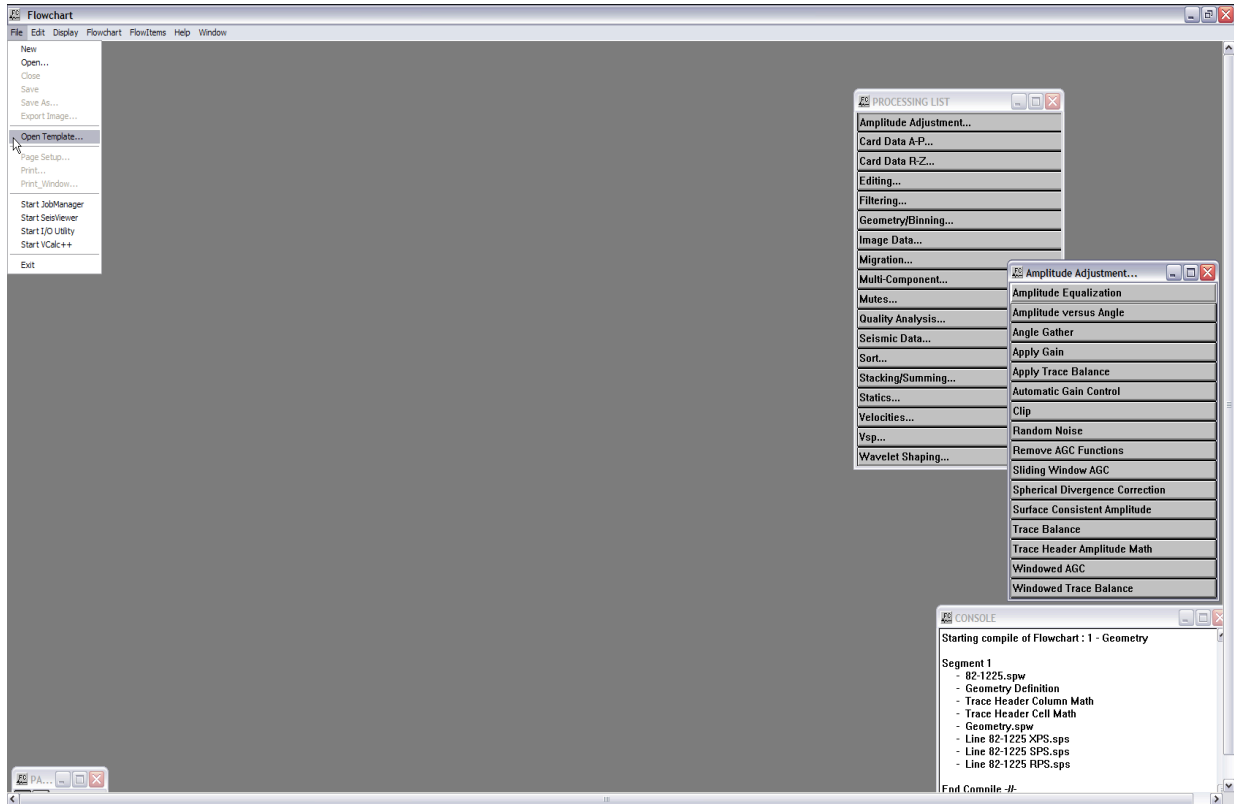 Flowchart
File Edit Display Flowchart FlowItems Help Window
New
Open...
Close
Save
Save As...
Export Image...
Open Template...
Page Setup...
Print...
Print_Window...
Start JobManager
Start SeisViewer
Start I/O Utility
Start VCalc++
Exit
PROCESSING LIST
Amplitude Adjustment...
Card Data A-P...
Card Data R-Z...
Editing...
Filtering...
Geometry/Binning...
Image Data...
Migration...
Multi-Component...
Mutes...
Quality Analysis...
Seismic Data...
Sort...
Stacking/Summing...
Statics...
Velocities...
Vsp...
Wavelet Shaping...
Amplitude Adjustment...
Amplitude Equalization
Amplitude versus Angle
Angle Gather
Apply Gain
Apply Trace Balance
Automatic Gain Control
Clip
Random Noise
Remove AGC Functions
Sliding Window AGC
Spherical Divergence Correction
Surface Consistent Amplitude
Trace Balance
Trace Header Amplitude Math
Windowed AGC
Windowed Trace Balance
CONSOLE
Starting compile of Flowchart : 1 - Geometry
Segment 1
- 82-1225.spw
- Geometry Definition
- Trace Header Column Math
- Trace Header Cell Math
- Geometry.spw
- Line 82-1225 XPS.sps
- Line 82-1225 SPS.sps
- Line 82-1225 RPS.sps
End Compile -//-
PA...